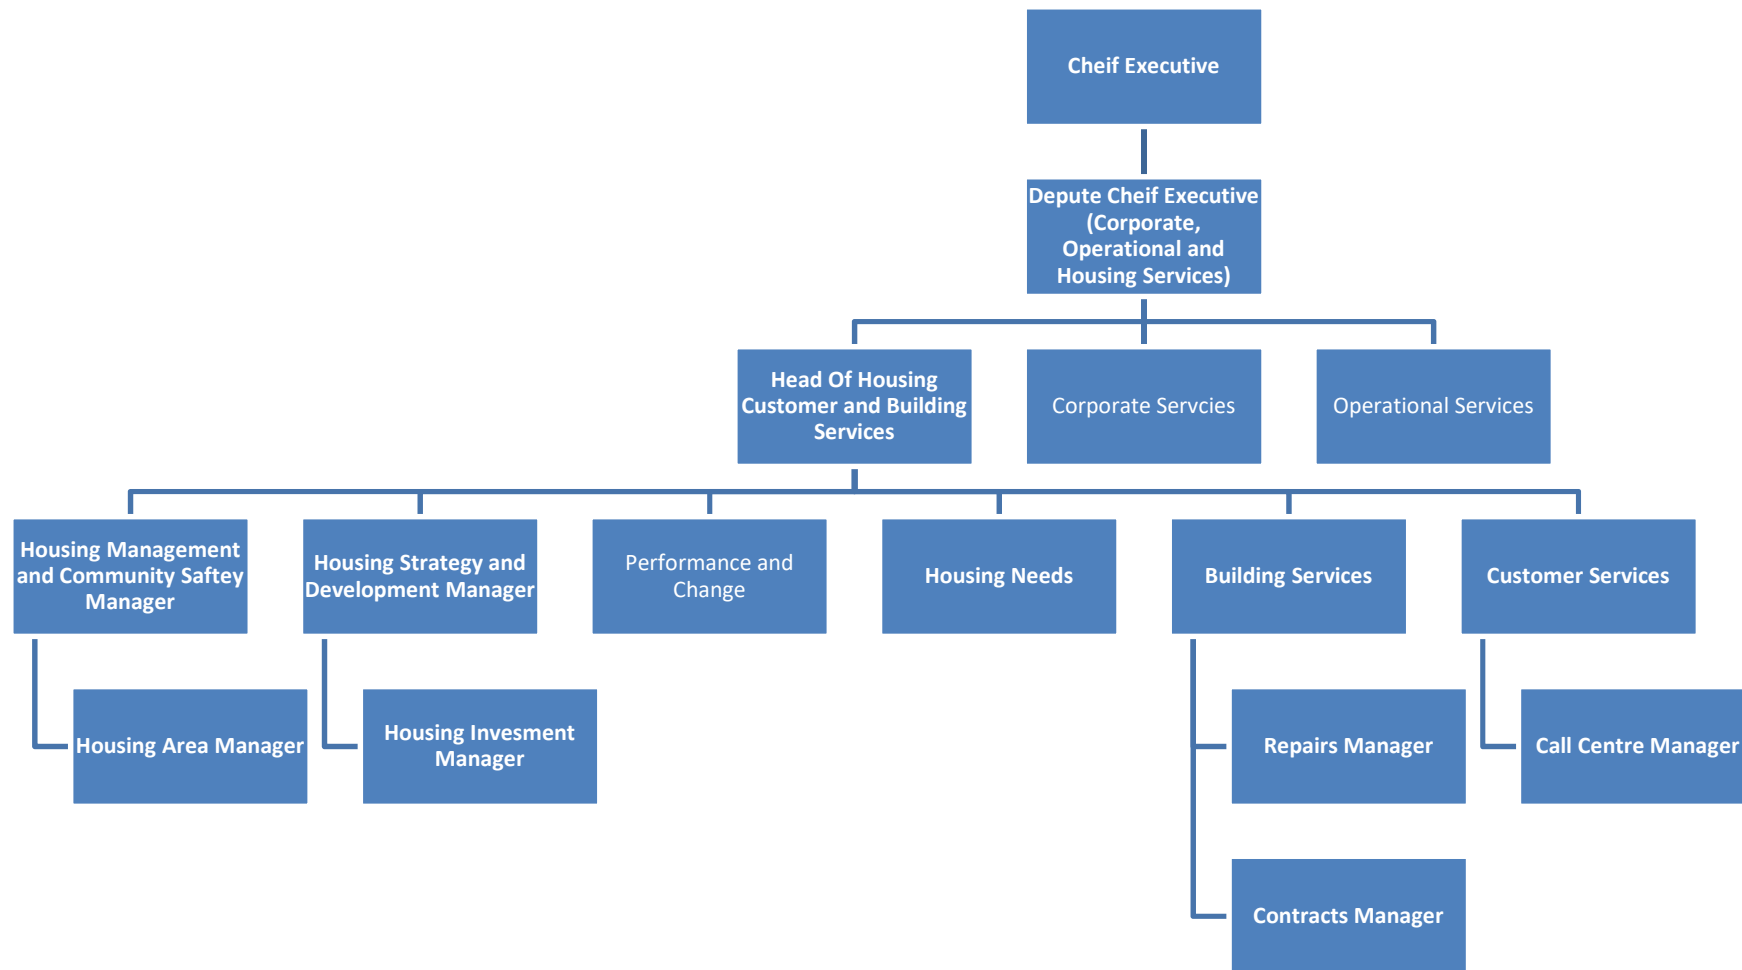 Cheif Executive
Depute Cheif Executive
(Corporate,
Operational and
Housing Services)
Head Of Housing
Customer and Building
Services
Corporate Servcies
Operational Services
Housing Management
and Community Saftey
Manager
Housing Strategy and
Development Manager
Performance and
Change
Housing Needs
Building Services
Customer Services
Housing Area Manager
Housing Invesment
Manager
Repairs Manager
Call Centre Manager
Contracts Manager